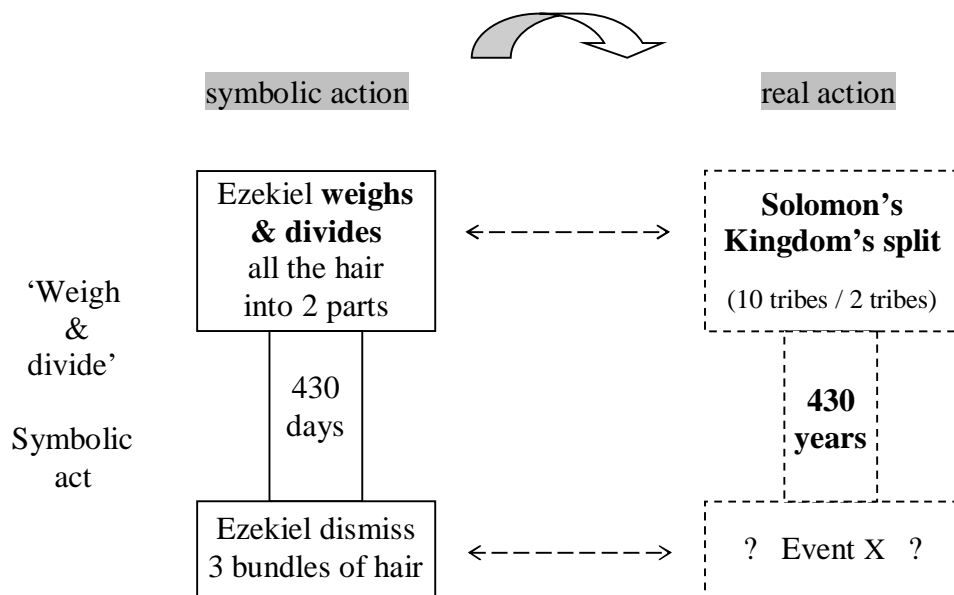 symbolic action
real action
Ezekiel weighs
& divides
all the hair
into 2 parts
Solomon’s
Kingdom’s split
(10 tribes / 2 tribes)
‘Weigh
&
divide’
Symbolic
act
430
days
430
years
Ezekiel dismiss
3 bundles of hair
? Event X ?